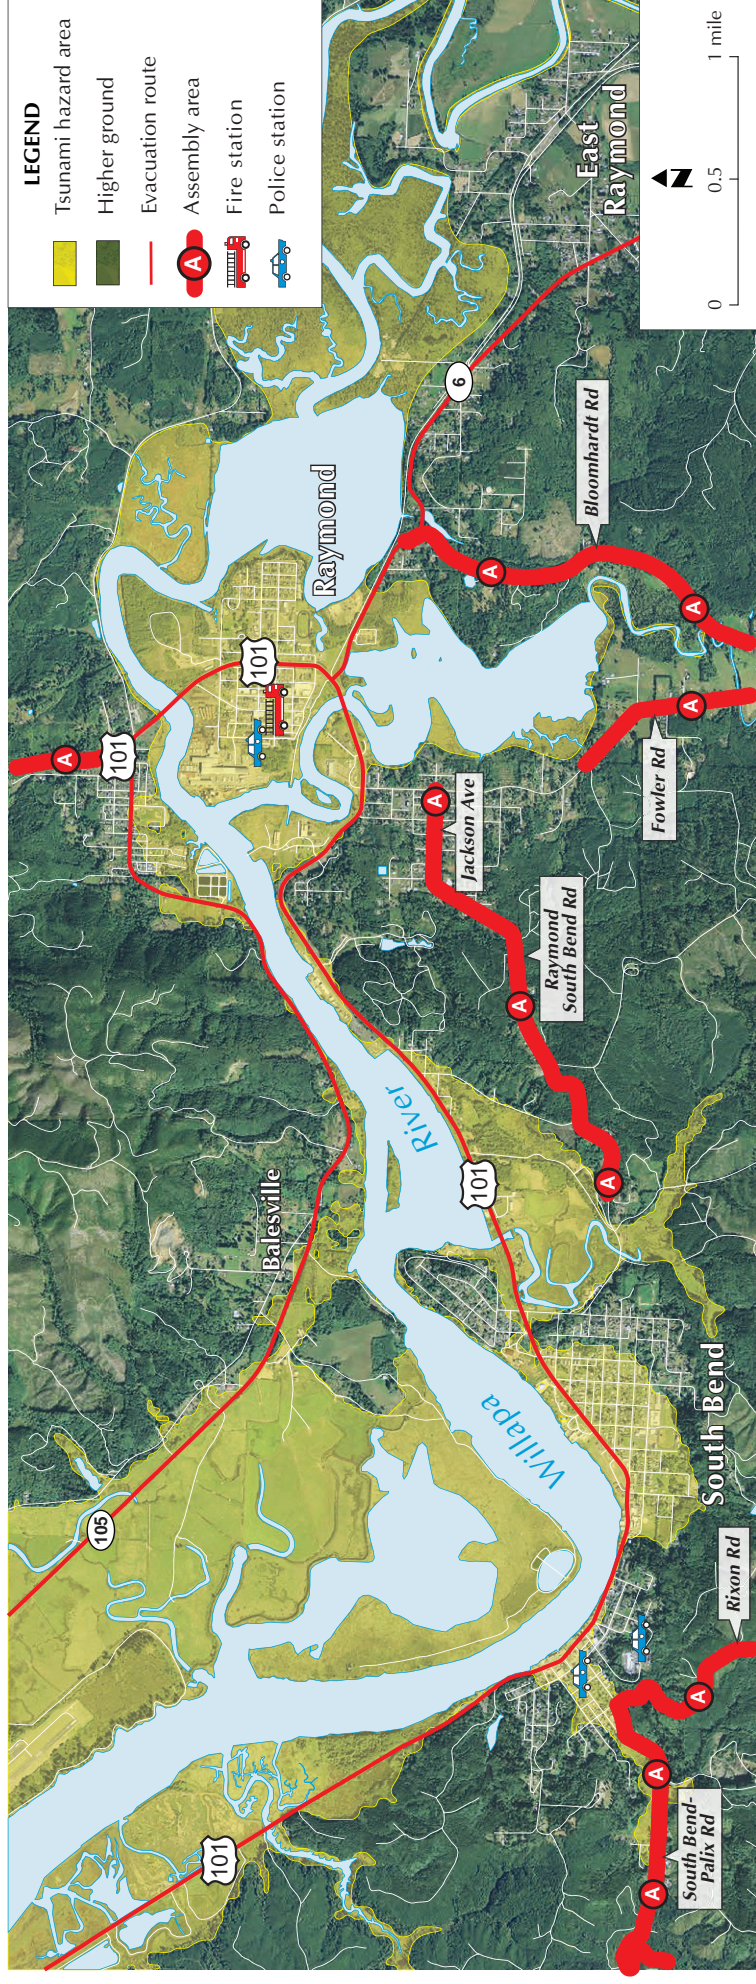 LEGEND
Tsunami hazard area
Higher ground
Evacuation route
A
Assembly area
Fire station
Police station
105
Balesville
101
A
101
Raymond
101
Willapa
River
101
6
East
Raymond
South Bend
A
South Bend-
Palix Rd
A
A
Rixon Rd
A
A
Raymond
South Bend Rd
A
Jackson Ave
A
Fowler Rd
A
A
Bloomhardt Rd
N
0
0.5
1 mile